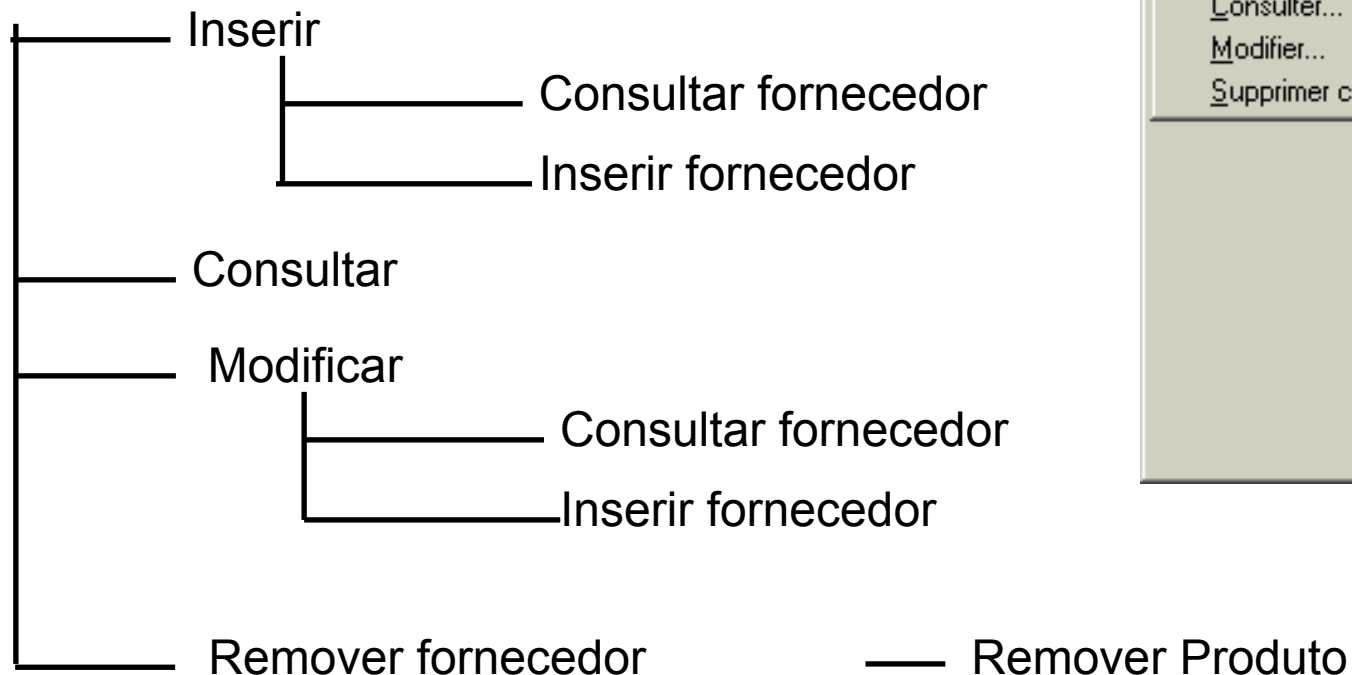 Inserir
Consultar fornecedor
Inserir fornecedor
Consultar
Modificar
Consultar fornecedor
Inserir fornecedor
Remover fornecedor
Remover Produto
Consulter...
Modifier...
Supprimer c